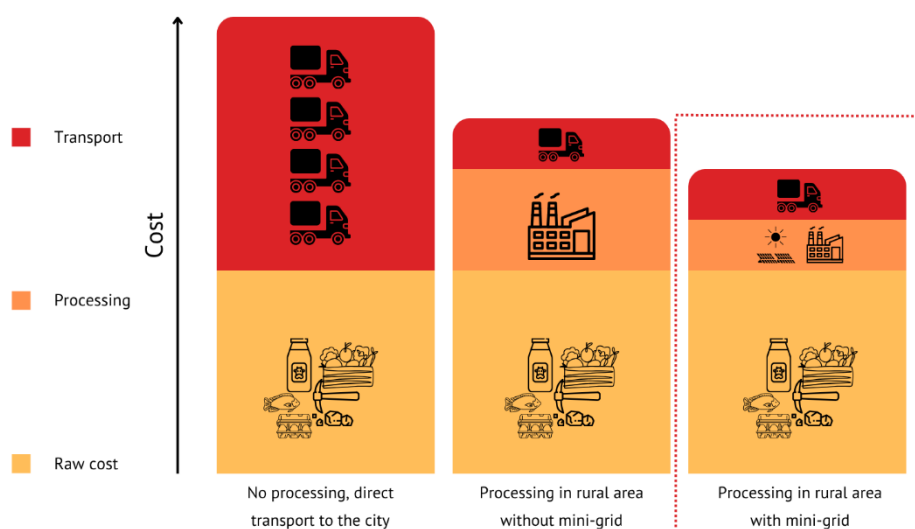 Transport
Cost
Processing
Raw cost
No processing, direct
transport to the city
Processing in rural area
without mini-grid
Processing in rural area
with mini-grid